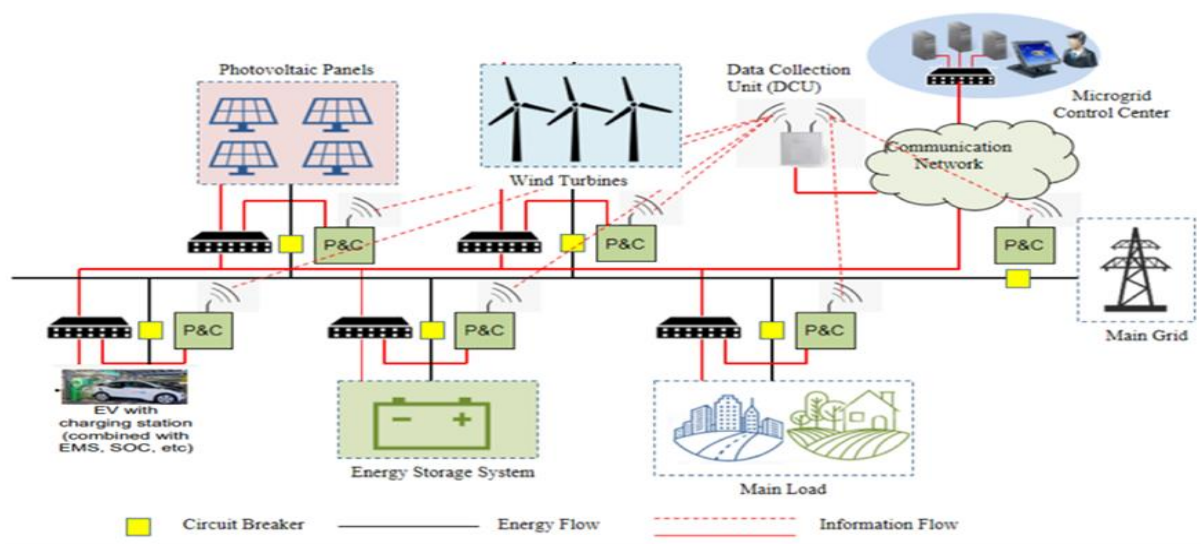 Photovoltaic Panels
Data Collection
Unit (DCU)
Microgrid
Control Center
Communication
Network
Wind Turbines
P&C
P&C
P&C
P&C
P&C
P&C
Main Grid
EV with
charging station
(combined with
EMS, SOC, etc)
Energy Storage System
Main Load
Circuit Breaker
Energy Flow
Information Flow